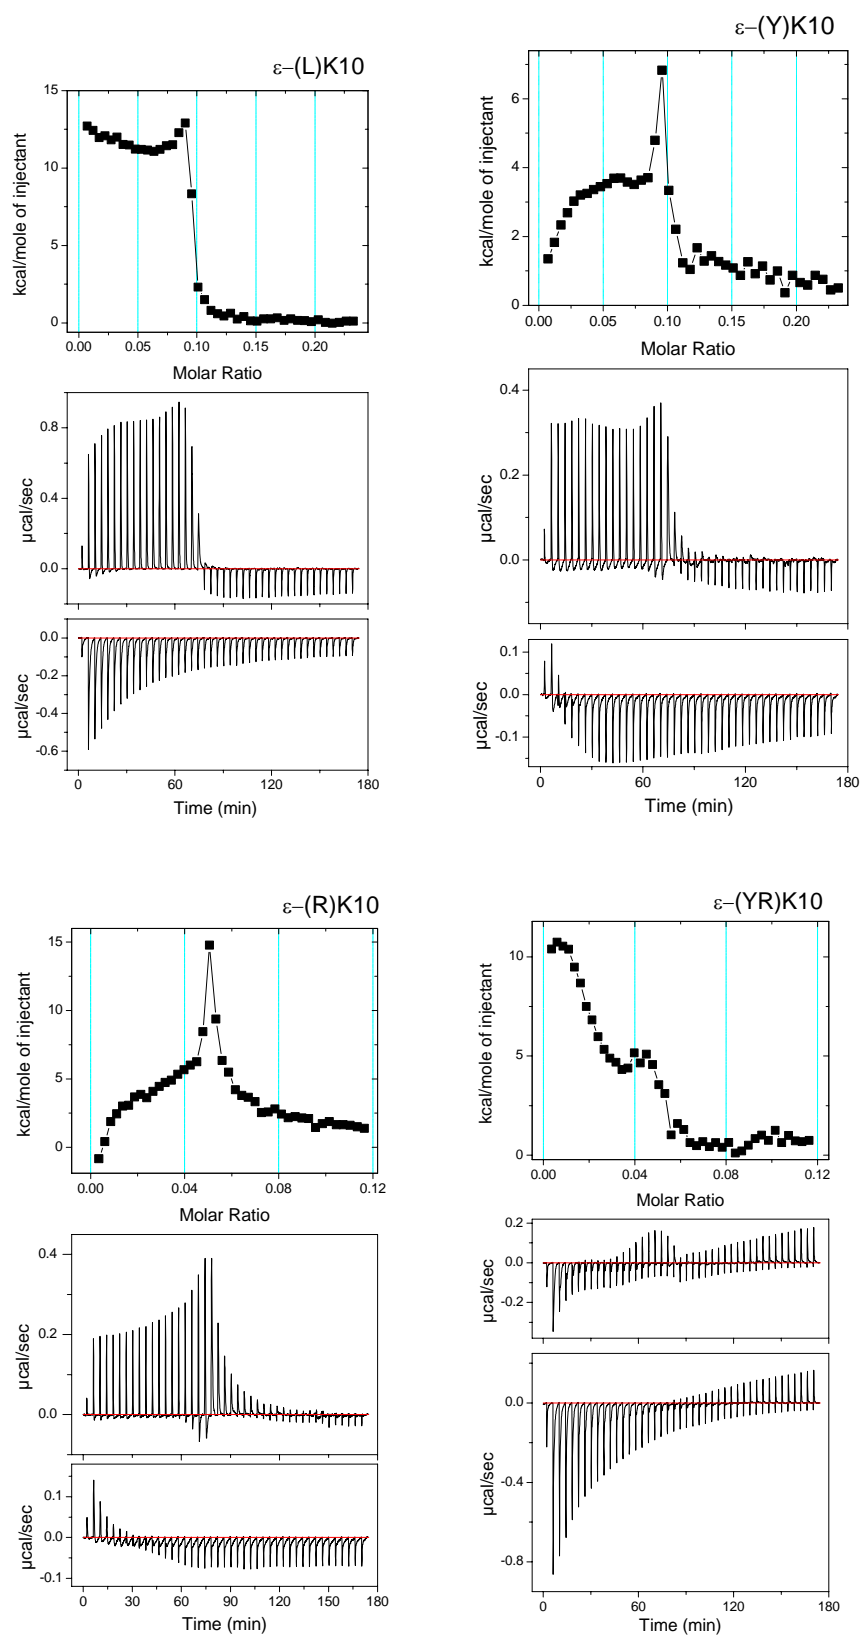 ε–(L)K10
15
10
5
0
kcal/mole of injectant
0.00 0.05 0.10 0.15 0.20
Molar Ratio
0.8
0.4
0.0
µcal/sec
0.0
-0.2
-0.4
-0.6
µcal/sec
0 60 120 180
Time (min)
ε–(Y)K10
6
4
2
0
kcal/mole of injectant
0.00 0.05 0.10 0.15 0.20
Molar Ratio
0.4
0.2
0.0
µcal/sec
0.1
0.0
-0.1
µcal/sec
0 60 120 180
Time (min)
ε–(R)K10
15
10
5
0
kcal/mole of injectant
0.00 0.04 0.08 0.12
Molar Ratio
0.4
0.2
0.0
µcal/sec
0.1
0.0
-0.1
µcal/sec
0 30 60 90 120 150 180
Time (min)
ε–(YR)K10
10
5
0
kcal/mole of injectant
0.00 0.04 0.08 0.12
Molar Ratio
0.2
0.0
-0.2
µcal/sec
0.0
-0.4
-0.8
µcal/sec
0 60 120 180
Time (min)